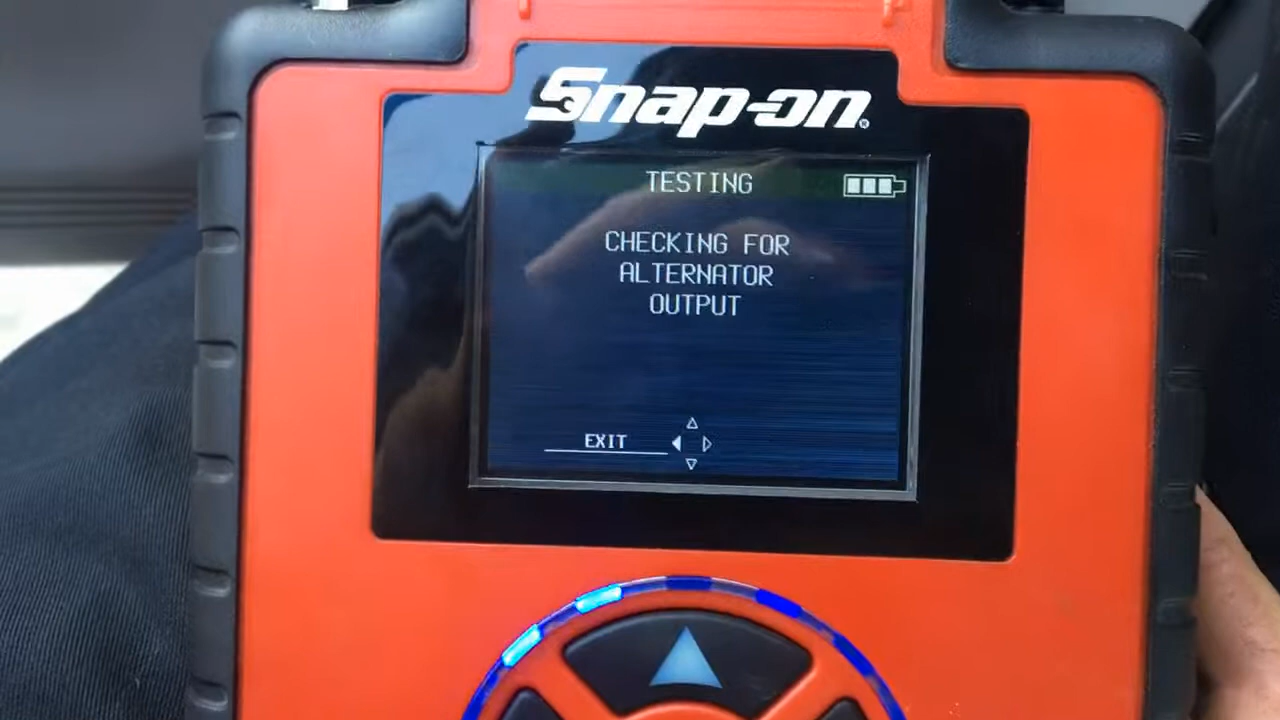 Snap-on®
TESTING
CHECKING FOR
ALTERNATOR
OUTPUT
EXIT